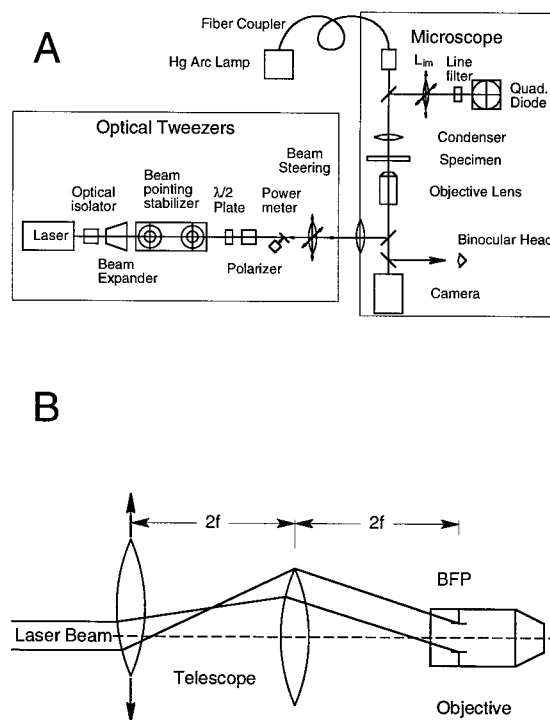 A
Fiber Coupler
Hg Arc Lamp
Microscope
Lim
Line
filter
Quad.
Diode
Condenser
Specimen
Objective Lens
Binocular Head
Camera
Optical Tweezers
Beam
Steering
Optical
isolator
Beam
pointing
stabilizer
λ/2
Plate
Power
meter
Laser
Beam
Expander
Polarizer
B
2f
2f
BFP
Laser Beam
Telescope
Objective